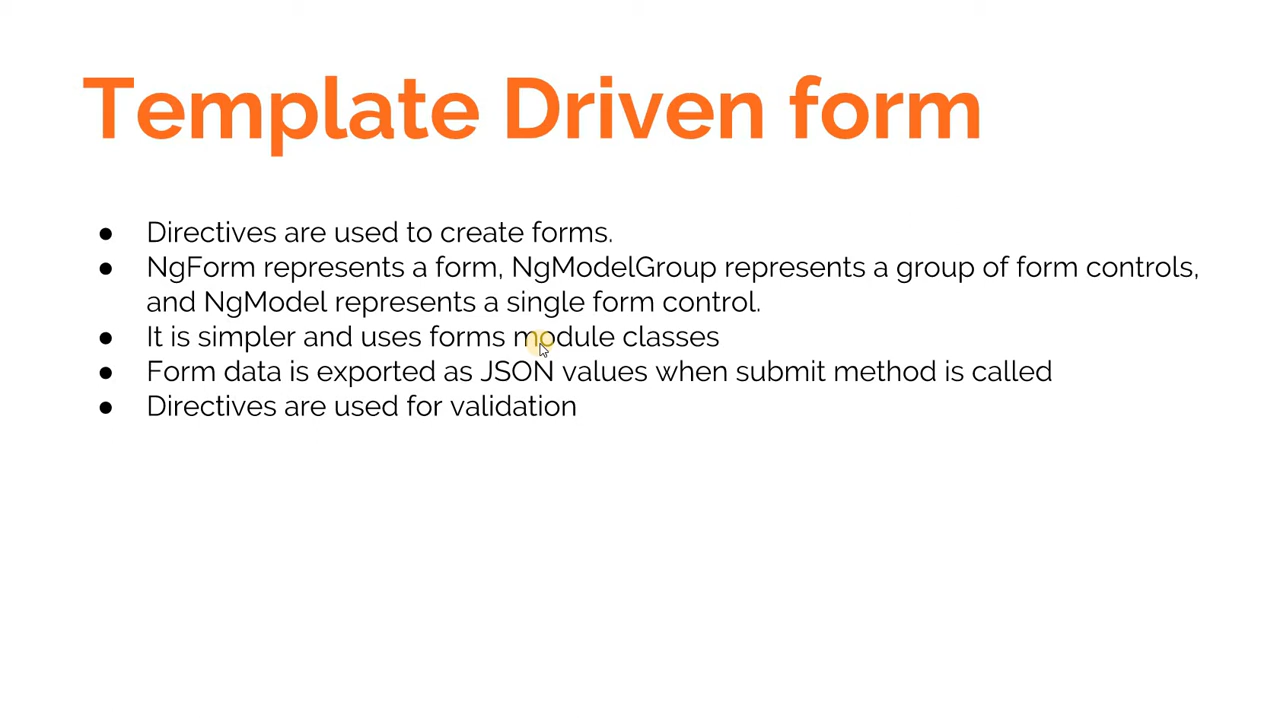 Template Driven form
● Directives are used to create forms.
● NgForm represents a form, NgModelGroup represents a group of form controls,
and NgModel represents a single form control.
● It is simpler and uses forms module classes
● Form data is exported as JSON values when submit method is called
● Directives are used for validation